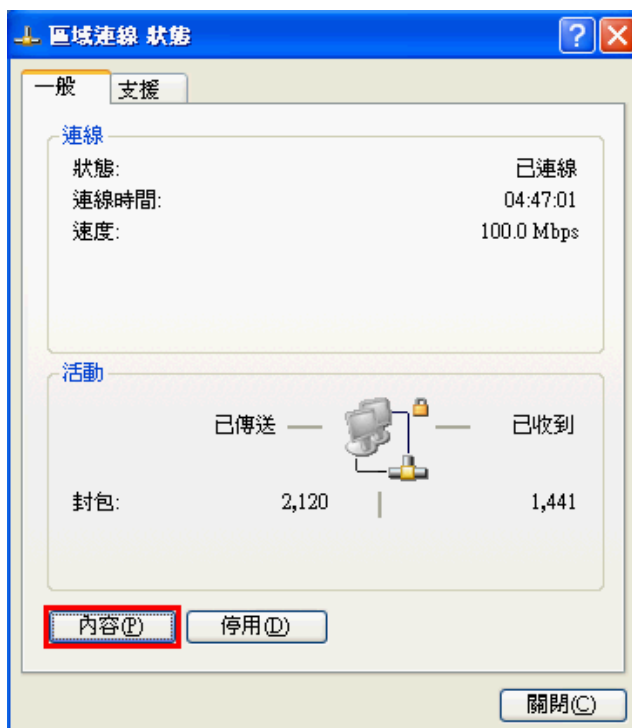 區域連線 狀態
一般 支援
連線
狀態: 已連線
連線時間: 04:47:01
速度: 100.0 Mbps
活動
已傳送 已收到
封包: 2,120 1,441
內容(P) 停用(D)
關閉(C)